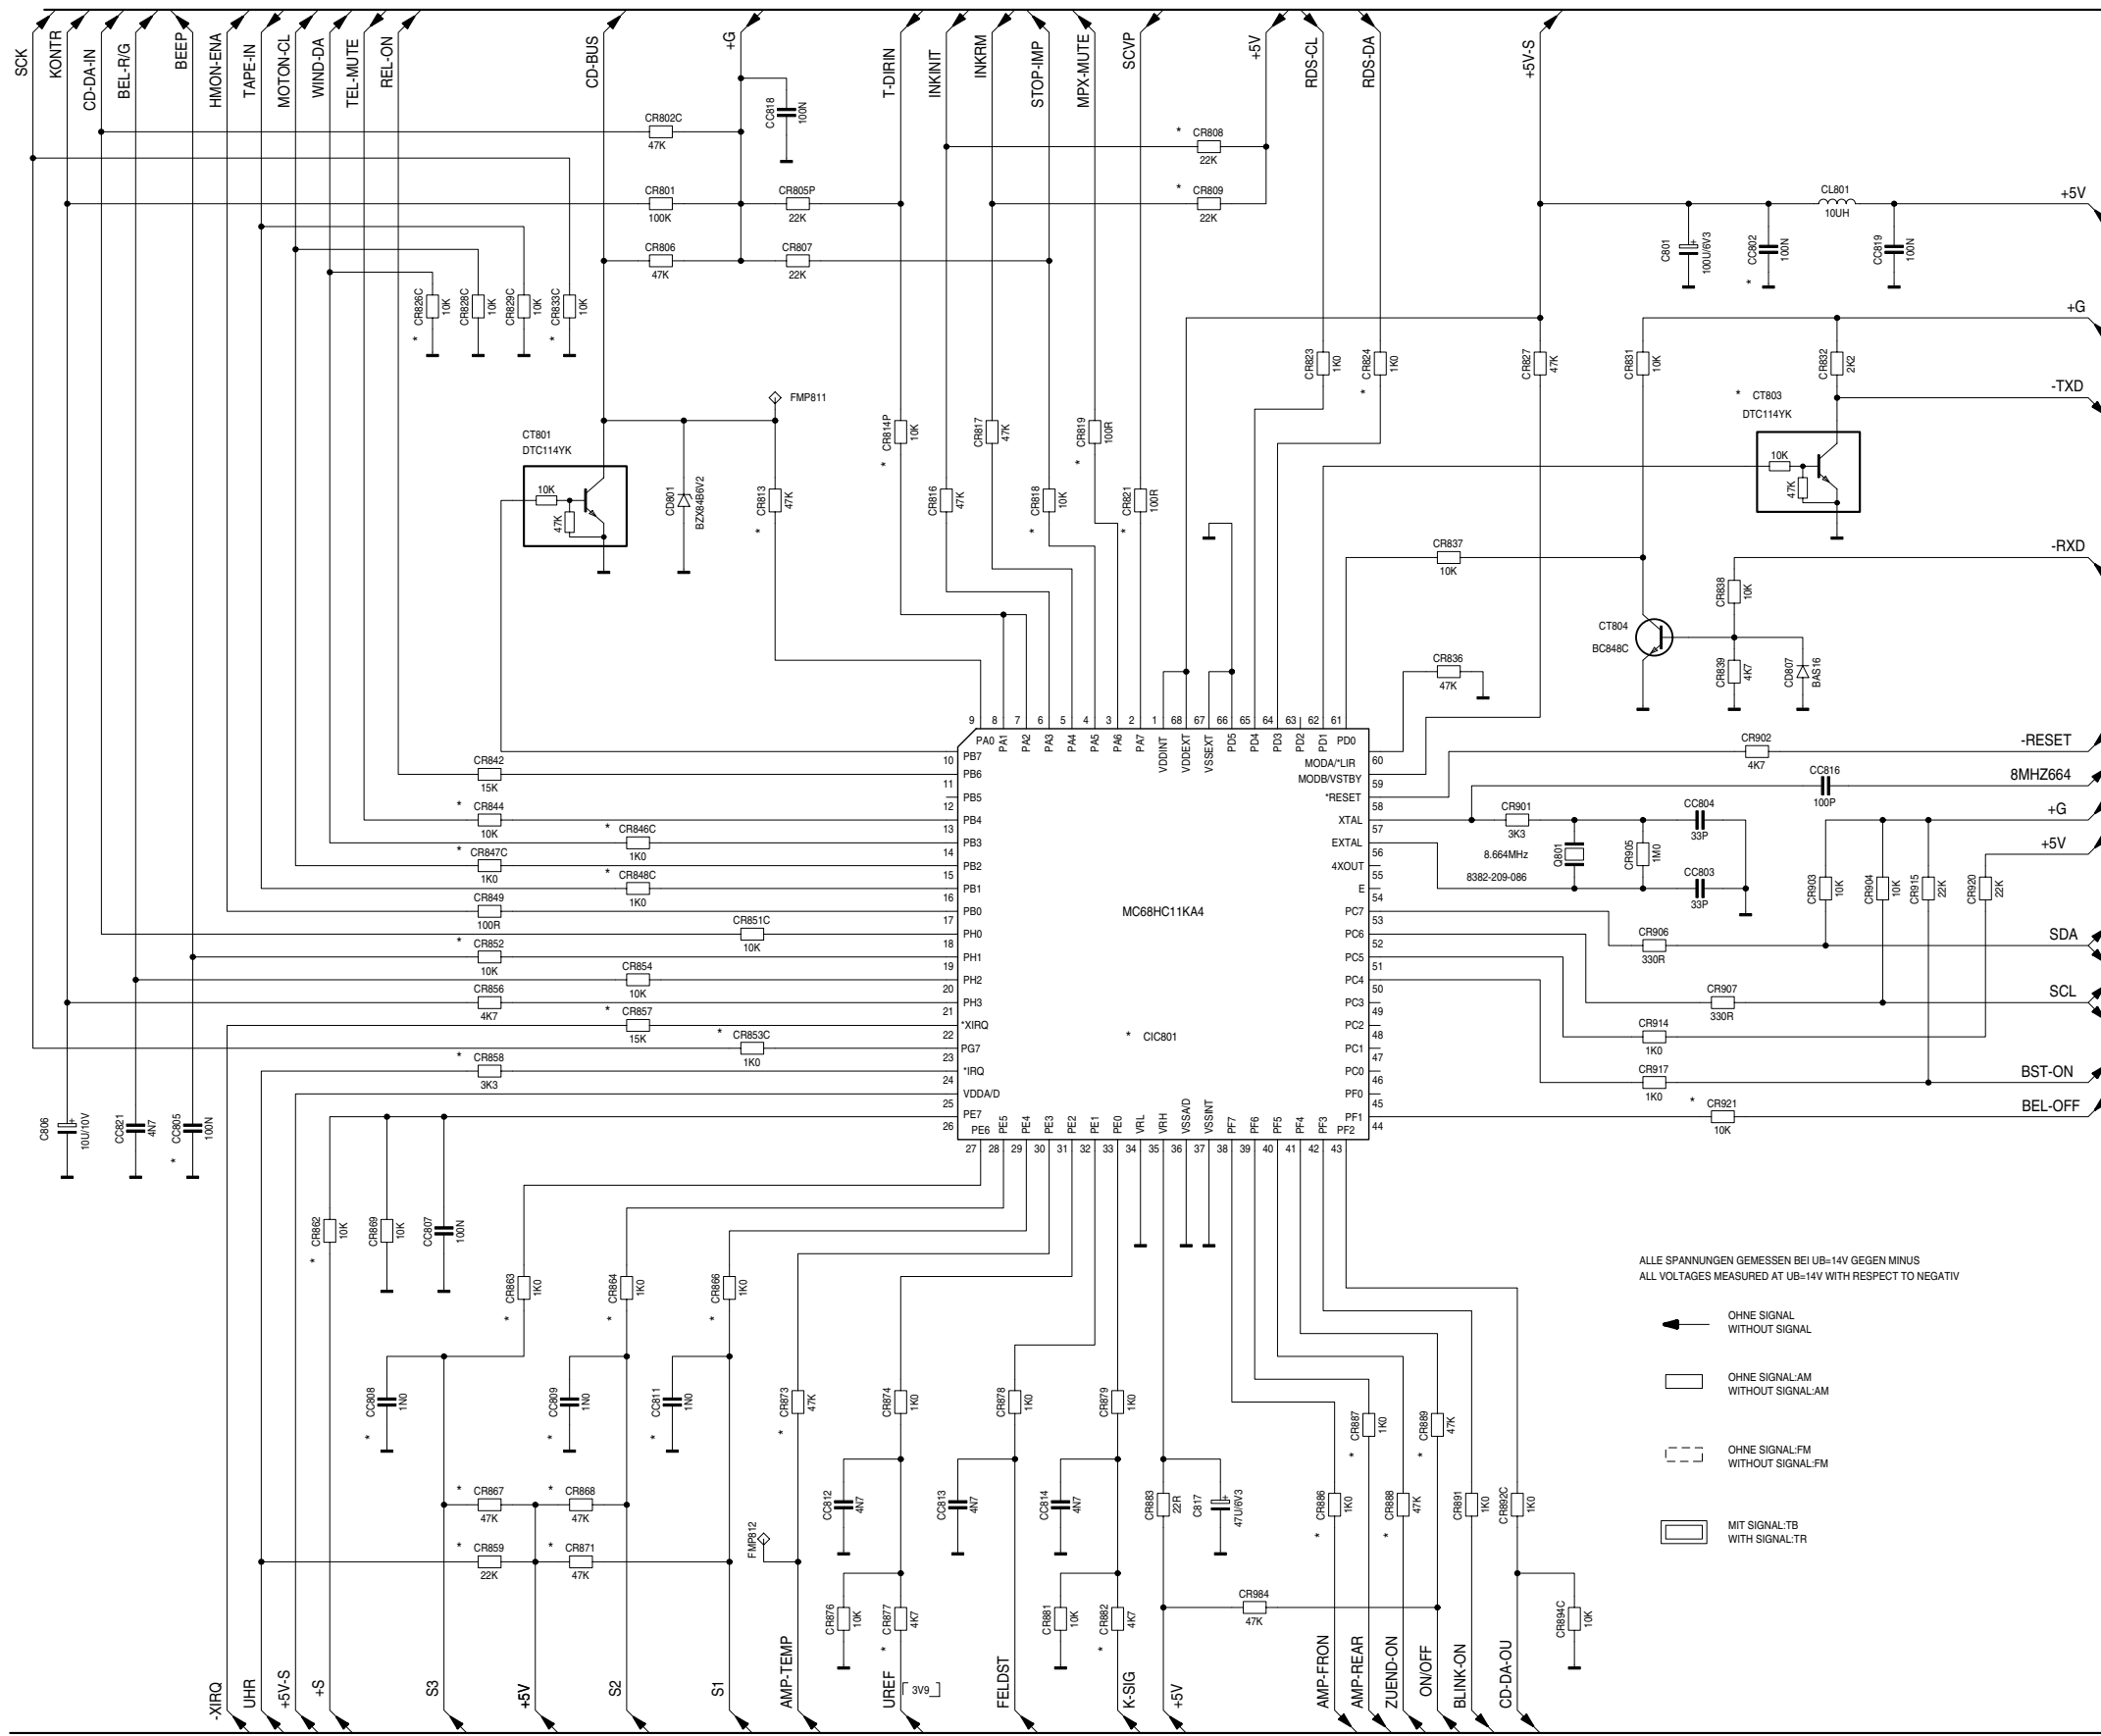 SCK
KONTR
CD-DA-IN
BEL-R/G
BEEP
HMON-ENA
TAPE-IN
MOTON-CL
WIND-DA
TEL-MUTE
REL-ON
CD-BUS
+G
T-DIRIN
INKINIT
INKRM
STOP-IMP
MPX-MUTE
SCVP
+5V
RDS-CL
RDS-DA
+5V-S
CC818
100N
CR802C
47K
* CR808
22K
CR801
100K
CR805P
22K
* CR809
22K
CR806
47K
CR807
22K
CL801
10UH
+5V
C801
100U/6V3
* CC802
100N
CC819
100N
* CR826C
10K
CR828C
10K
CR829C
10K
* CR833C
10K
+G
CR823
1K0
* CR824
1K0
CR827
47K
CR831
10K
CR832
2K2
* CT803
DTC114YK
-TXD
FMP811
CT801
DTC114YK
10K
47K
CD801
BZX84B6V2
* CR813
47K
* CR814P
10K
CR816
47K
CR817
47K
* CR818
10K
* CR819
100R
* CR821
100R
10K
47K
CR837
10K
-RXD
CR838
10K
CT804
BC848C
CR839
4K7
CD807
BAS16
CR836
47K
9 8 7 6 5 4 3 2 1 68 67 66 65 64 63 62 61
PA0 PA1 PA2 PA3 PA4 PA5 PA6 PA7 VDDINT VDDEXT VSSEXT PD5 PD4 PD3 PD2 PD1 PD0
-RESET
CR902
4K7
8MHZ664
CC816
100P
10 PB7
11 PB6
12 PB5
13 PB4
14 PB3
15 PB2
16 PB1
17 PB0
18 PH0
19 PH1
20 PH2
21 PH3
22 *XIRQ
23 PG7
24 *IRQ
25 VDDA/D
26 PE7
MODA/*LIR 60
MODB/VSTBY 59
*RESET 58
XTAL 57
EXTAL 56
4XOUT 55
E 54
PC7 53
PC6 52
PC5 51
PC4 50
PC3 49
PC2 48
PC1 47
PC0 46
PF0 45
PF1 44
MC68HC11KA4
* CIC801
CR842
15K
* CR844
10K
* CR846C
1K0
* CR847C
1K0
* CR848C
1K0
CR849
100R
CR851C
10K
* CR852
10K
CR854
10K
CR856
4K7
* CR857
15K
* CR853C
1K0
* CR858
3K3
CR901
3K3
CC804
33P
8.664MHz
8382-209-086
Q801
CR905
1M0
CC803
33P
+G
+5V
CR903
10K
CR904
10K
CR915
22K
CR920
22K
CR906
330R
SDA
CR907
330R
SCL
CR914
1K0
CR917
1K0
BST-ON
* CR921
10K
BEL-OFF
C806
10U/10V
CC821
4N7
* CC805
100N
PE6 PE5 PE4 PE3 PE2 PE1 PE0 VRL VRH VSSA/D VSSINT PF7 PF6 PF5 PF4 PF3 PF2
27 28 29 30 31 32 33 34 35 36 37 38 39 40 41 42 43
* CR862
10K
CR869
10K
CC807
100N
* CR863
1K0
* CR864
1K0
* CR866
1K0
ALLE SPANNUNGEN GEMESSEN BEI UB=14V GEGEN MINUS
ALL VOLTAGES MEASURED AT UB=14V WITH RESPECT TO NEGATIV
OHNE SIGNAL
WITHOUT SIGNAL
OHNE SIGNAL:AM
WITHOUT SIGNAL:AM
OHNE SIGNAL:FM
WITHOUT SIGNAL:FM
MIT SIGNAL:TB
WITH SIGNAL:TR
* CC808
1N0
* CC809
1N0
* CC811
1N0
* CR873
47K
CR874
1K0
CR878
1K0
CR879
1K0
* CR887
1K0
* CR889
47K
* CR867
47K
* CR868
47K
* CR859
22K
* CR871
47K
FMP812
CC812
4N7
CC813
4N7
CC814
4N7
CR883
22R
C817
47U/6V3
* CR886
1K0
* CR888
47K
CR891
1K0
CR892C
1K0
CR876
10K
* CR877
4K7
CR881
10K
* CR882
4K7
CR984
47K
CR894C
10K
-XIRQ
UHR
+5V-S
+S
S3
+5V
S2
S1
AMP-TEMP
UREF
3V9
FELDST
K-SIG
+5V
AMP-FRON
AMP-REAR
ZUEND-ON
ON/OFF
BLINK-ON
CD-DA-OU